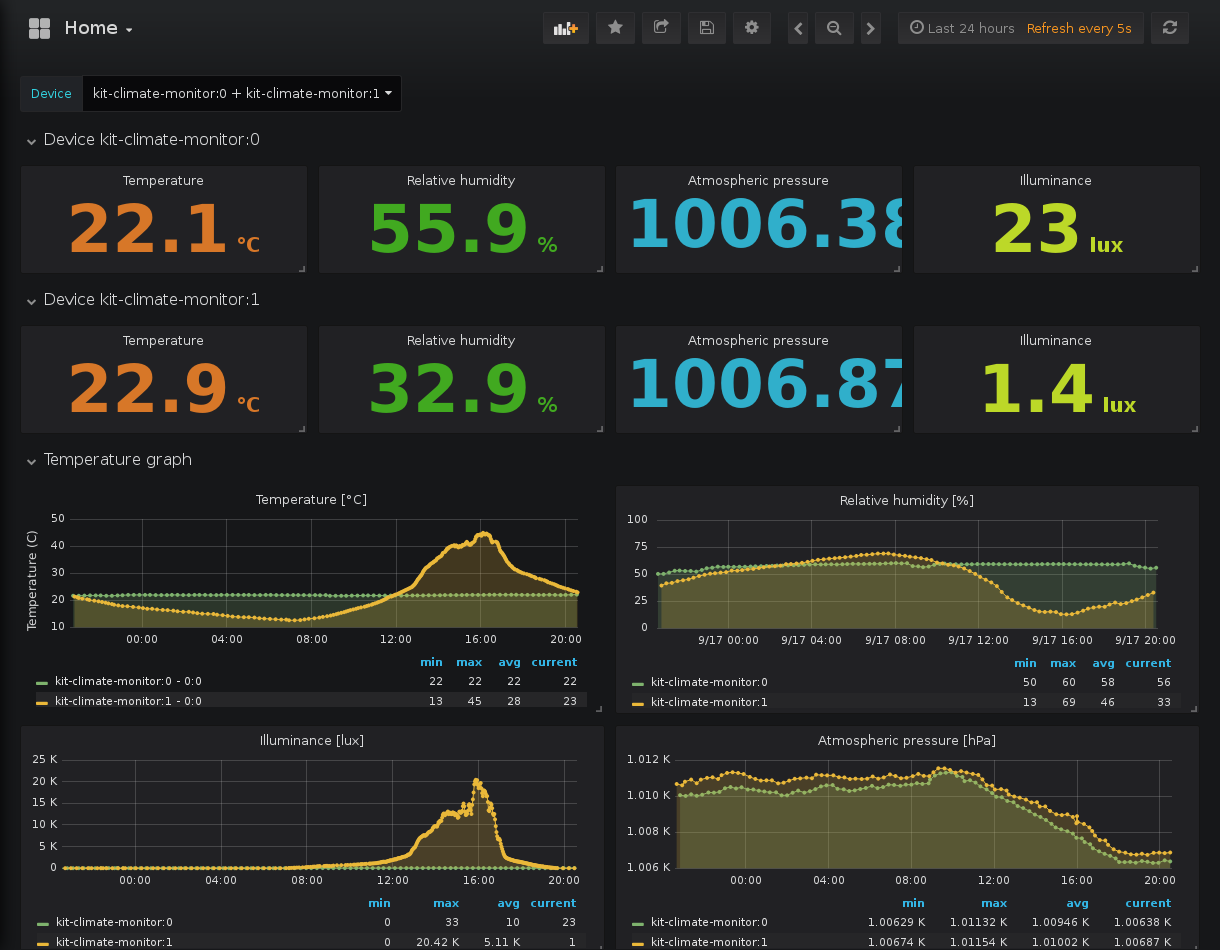 Home
Last 24 hours Refresh every 5s
Device kit-climate-monitor:0 + kit-climate-monitor:1
Device kit-climate-monitor:0
Temperature Relative humidity Atmospheric pressure Illuminance
22.1 °C 55.9 % 1006.38 23 lux
Device kit-climate-monitor:1
Temperature Relative humidity Atmospheric pressure Illuminance
22.9 °C 32.9 % 1006.87 1.4 lux
Temperature graph
Temperature [°C]
Temperature (C)
50
40
30
20
10
00:00 04:00 08:00 12:00 16:00 20:00
min max avg current
kit-climate-monitor:0 - 0:0 22 22 22 22
kit-climate-monitor:1 - 0:0 13 45 28 23
Relative humidity [%]
100
75
50
25
0
9/17 00:00 9/17 04:00 9/17 08:00 9/17 12:00 9/17 16:00 9/17 20:00
min max avg current
kit-climate-monitor:0 50 60 58 56
kit-climate-monitor:1 13 69 46 33
Illuminance [lux]
25 K
20 K
15 K
10 K
5 K
0
00:00 04:00 08:00 12:00 16:00 20:00
min max avg current
kit-climate-monitor:0 0 33 10 23
kit-climate-monitor:1 0 20.42 K 5.11 K 1
Atmospheric pressure [hPa]
1.012 K
1.010 K
1.008 K
1.006 K
00:00 04:00 08:00 12:00 16:00 20:00
min max avg current
kit-climate-monitor:0 1.00629 K 1.01132 K 1.00946 K 1.00638 K
kit-climate-monitor:1 1.00674 K 1.01154 K 1.01002 K 1.00687 K